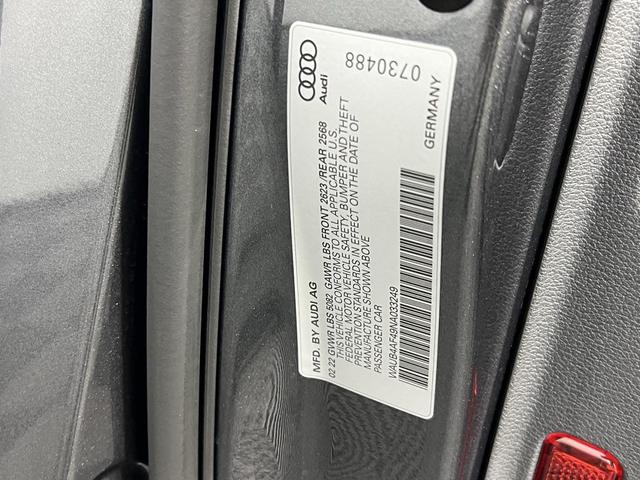 Audi
0730488
MFD. BY AUDI AG
02.22 GVWR LBS 5082 GAWR LBS FRONT 2623 /REAR 2568
THIS VEHICLE CONFORMS TO ALL APPLICABLE U.S.
FEDERAL MOTOR VEHICLE SAFETY, BUMPER AND THEFT
PREVENTION STANDARDS IN EFFECT ON THE DATE OF
MANUFACTURE SHOWN ABOVE
PASSENGER CAR
GERMANY
WAUB4AF49NA033249